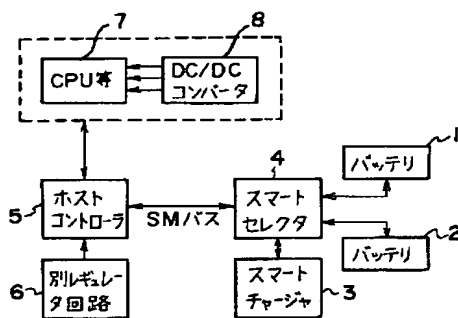 7
8
CPU等
DC/DC
コンバータ
1
バッテリ
4
5
ホスト
コントローラ
SMバス
スマート
セレクタ
2
バッテリ
6
別レギュレー
タ回路
スマート
チャージャ
3